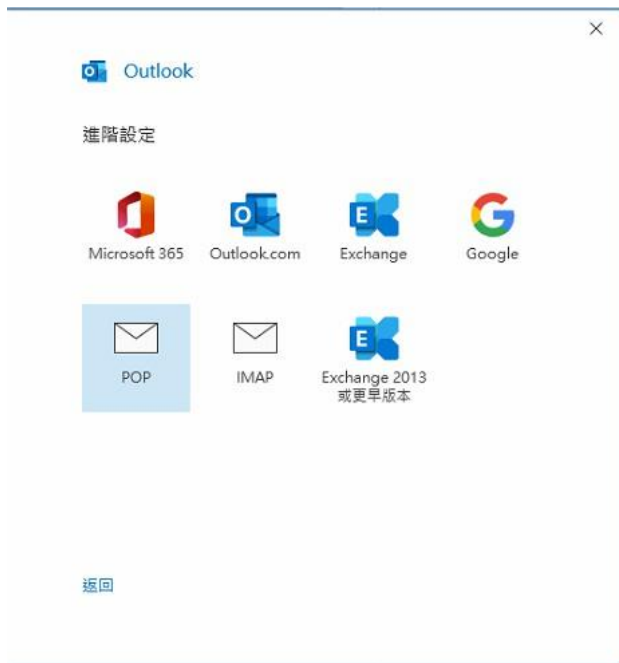 Outlook
進階設定
Microsoft 365
Outlook.com
Exchange
Google
POP
IMAP
Exchange 2013
或更早版本
返回